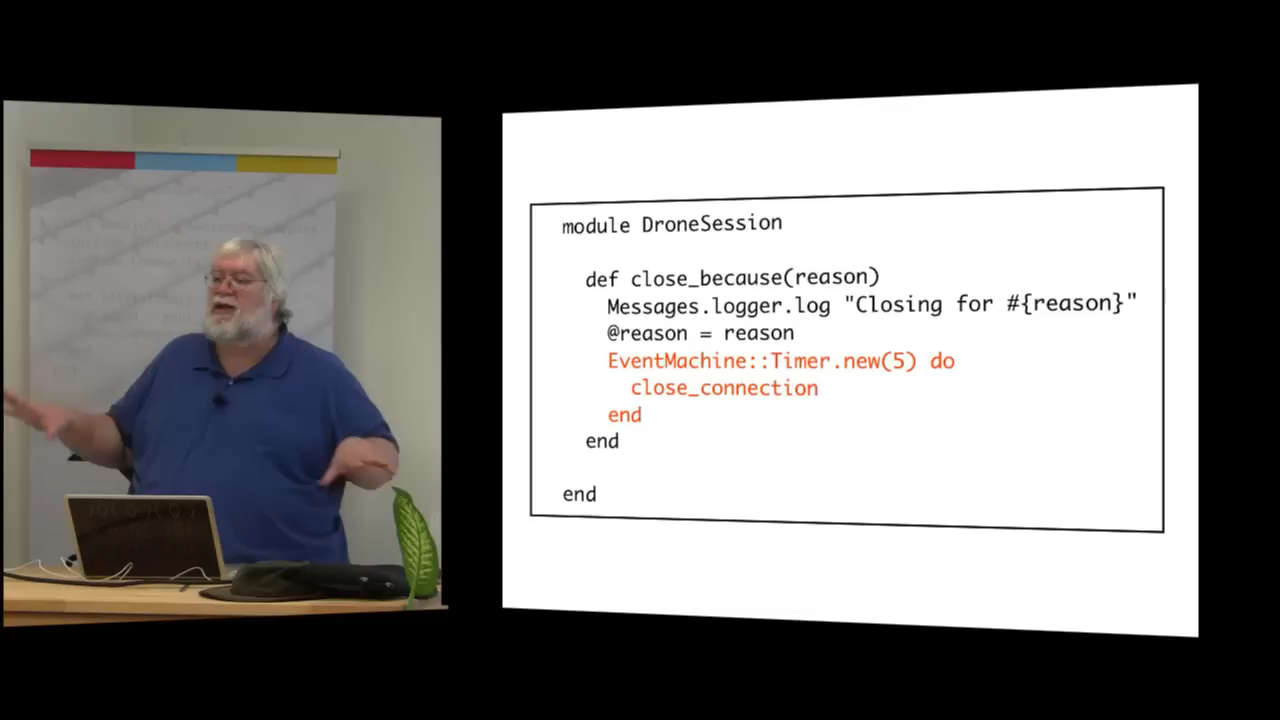 module DroneSession
def close_because(reason)
Messages.logger.log "Closing for #{reason}"
@reason = reason
EventMachine::Timer.new(5) do
close_connection
end
end
end